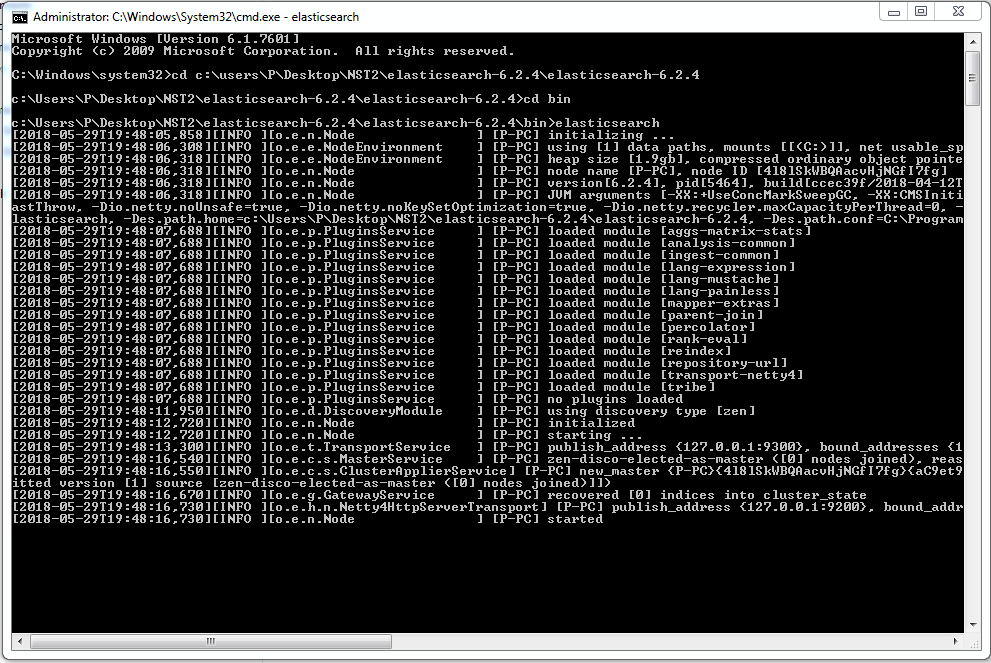 Administrator: C:\Windows\System32\cmd.exe - elasticsearch
Microsoft Windows [Version 6.1.7601]
Copyright (c) 2009 Microsoft Corporation.  All rights reserved.
C:\Windows\system32>cd c:\users\P\Desktop\NST2\elasticsearch-6.2.4\elasticsearch-6.2.4
c:\Users\P\Desktop\NST2\elasticsearch-6.2.4\elasticsearch-6.2.4>cd bin
c:\Users\P\Desktop\NST2\elasticsearch-6.2.4\elasticsearch-6.2.4\bin>elasticsearch
[2018-05-29T19:48:05,858][INFO ][o.e.n.Node               ] [P-PC] initializing ...
[2018-05-29T19:48:06,308][INFO ][o.e.e.NodeEnvironment    ] [P-PC] using [1] data paths, mounts [[(C:)]], net usable_sp
[2018-05-29T19:48:06,318][INFO ][o.e.e.NodeEnvironment    ] [P-PC] heap size [1.9gb], compressed ordinary object pointe
[2018-05-29T19:48:06,318][INFO ][o.e.n.Node               ] [P-PC] node name [P-PC], node ID [4l8lSkWBQAacvHjNGfI7fg]
[2018-05-29T19:48:06,318][INFO ][o.e.n.Node               ] [P-PC] version[6.2.4], pid[5464], build[ccec39f/2018-04-12T
[2018-05-29T19:48:06,318][INFO ][o.e.n.Node               ] [P-PC] JVM arguments [-XX:+UseConcMarkSweepGC, -XX:CMSIniti
astThrow, -Dio.netty.noUnsafe=true, -Dio.netty.noKeySetOptimization=true, -Dio.netty.recycler.maxCapacityPerThread=0, -
lasticsearch, -Des.path.home=c:\Users\P\Desktop\NST2\elasticsearch-6.2.4\elasticsearch-6.2.4, -Des.path.conf=C:\Program
[2018-05-29T19:48:07,688][INFO ][o.e.p.PluginsService     ] [P-PC] loaded module [aggs-matrix-stats]
[2018-05-29T19:48:07,688][INFO ][o.e.p.PluginsService     ] [P-PC] loaded module [analysis-common]
[2018-05-29T19:48:07,688][INFO ][o.e.p.PluginsService     ] [P-PC] loaded module [ingest-common]
[2018-05-29T19:48:07,688][INFO ][o.e.p.PluginsService     ] [P-PC] loaded module [lang-expression]
[2018-05-29T19:48:07,688][INFO ][o.e.p.PluginsService     ] [P-PC] loaded module [lang-mustache]
[2018-05-29T19:48:07,688][INFO ][o.e.p.PluginsService     ] [P-PC] loaded module [lang-painless]
[2018-05-29T19:48:07,688][INFO ][o.e.p.PluginsService     ] [P-PC] loaded module [mapper-extras]
[2018-05-29T19:48:07,688][INFO ][o.e.p.PluginsService     ] [P-PC] loaded module [parent-join]
[2018-05-29T19:48:07,688][INFO ][o.e.p.PluginsService     ] [P-PC] loaded module [percolator]
[2018-05-29T19:48:07,688][INFO ][o.e.p.PluginsService     ] [P-PC] loaded module [rank-eval]
[2018-05-29T19:48:07,688][INFO ][o.e.p.PluginsService     ] [P-PC] loaded module [reindex]
[2018-05-29T19:48:07,688][INFO ][o.e.p.PluginsService     ] [P-PC] loaded module [repository-url]
[2018-05-29T19:48:07,688][INFO ][o.e.p.PluginsService     ] [P-PC] loaded module [transport-netty4]
[2018-05-29T19:48:07,688][INFO ][o.e.p.PluginsService     ] [P-PC] loaded module [tribe]
[2018-05-29T19:48:07,688][INFO ][o.e.p.PluginsService     ] [P-PC] no plugins loaded
[2018-05-29T19:48:11,950][INFO ][o.e.d.DiscoveryModule    ] [P-PC] using discovery type [zen]
[2018-05-29T19:48:12,720][INFO ][o.e.n.Node               ] [P-PC] initialized
[2018-05-29T19:48:12,720][INFO ][o.e.n.Node               ] [P-PC] starting ...
[2018-05-29T19:48:13,300][INFO ][o.e.t.TransportService   ] [P-PC] publish_address {127.0.0.1:9300}, bound_addresses {1
[2018-05-29T19:48:16,540][INFO ][o.e.c.s.MasterService    ] [P-PC] zen-disco-elected-as-master ([0] nodes joined), reas
[2018-05-29T19:48:16,550][INFO ][o.e.c.s.ClusterApplierService] [P-PC] new_master {P-PC}{4l8lSkWBQAacvHjNGfI7fg}{aC9et9
itted version [1] source [zen-disco-elected-as-master ([0] nodes joined)]])
[2018-05-29T19:48:16,670][INFO ][o.e.g.GatewayService     ] [P-PC] recovered [0] indices into cluster_state
[2018-05-29T19:48:16,730][INFO ][o.e.h.n.Netty4HttpServerTransport] [P-PC] publish_address {127.0.0.1:9200}, bound_addr
[2018-05-29T19:48:16,730][INFO ][o.e.n.Node               ] [P-PC] started